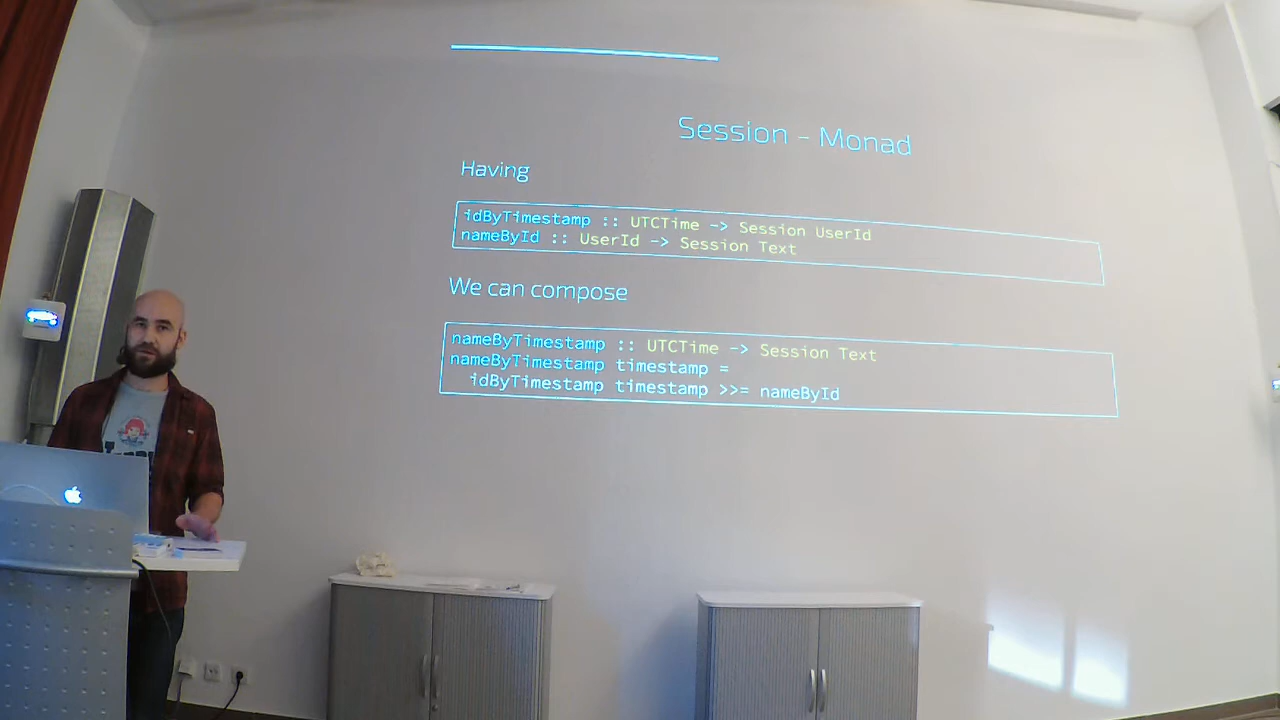 Session - Monad
Having
idByTimestamp :: UTCTime -> Session UserId
nameById :: UserId -> Session Text
We can compose
nameByTimestamp :: UTCTime -> Session Text
nameByTimestamp timestamp =
idByTimestamp timestamp >>= nameById